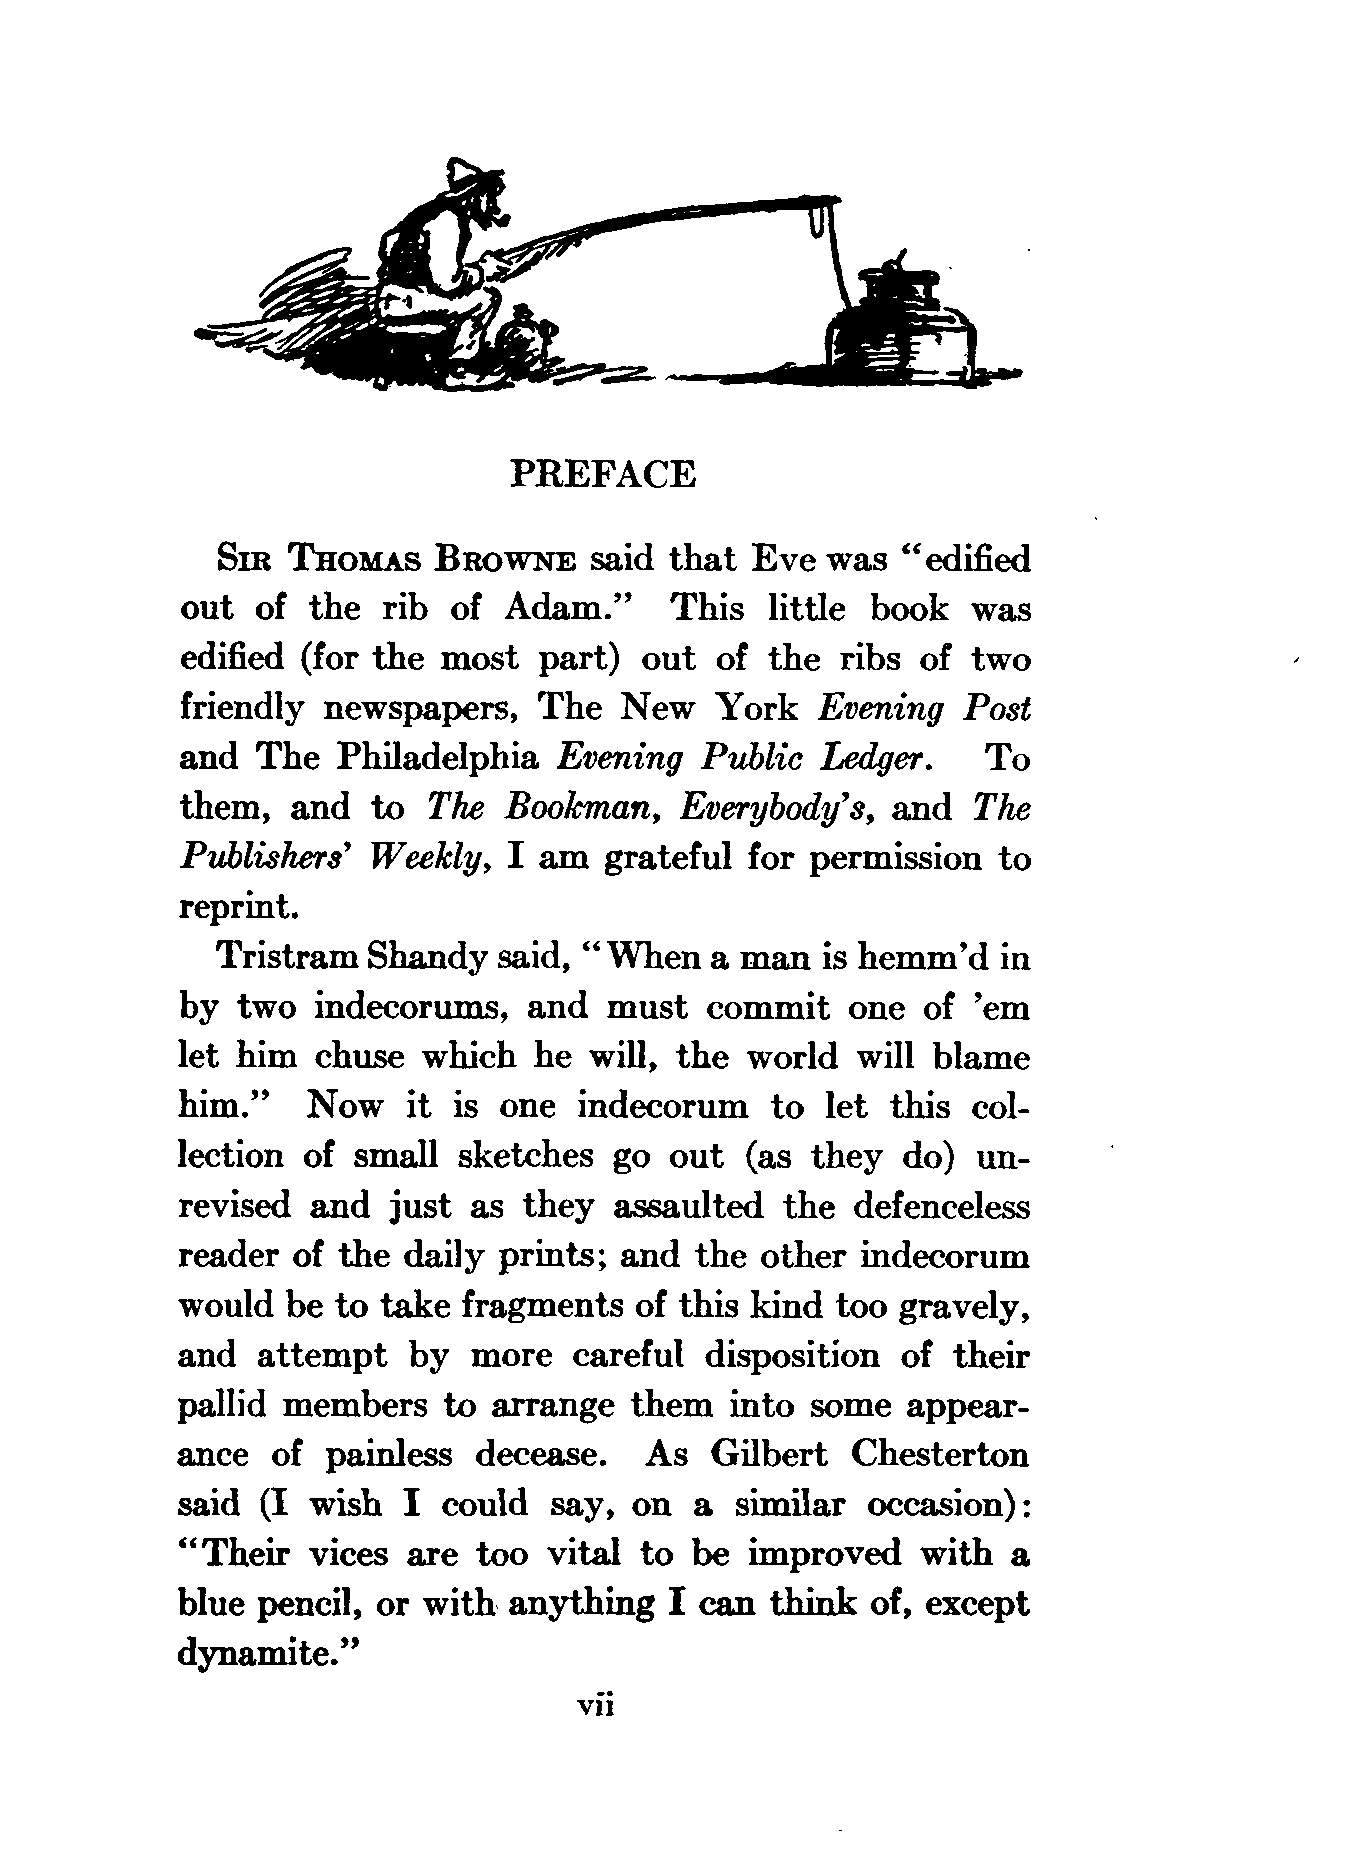 PREFACE
SIR THOMAS BROWNE said that Eve was “edified
out of the rib of Adam.” This little book was
edified (for the most part) out of the ribs of two
friendly newspapers, The New York Evening Post
and The Philadelphia Evening Public Ledger. To
them, and to The Bookman, Everybody’s, and The
Publishers’ Weekly, I am grateful for permission to
reprint.
Tristram Shandy said, “When a man is hemm’d in
by two indecorums, and must commit one of ’em
let him chuse which he will, the world will blame
him.” Now it is one indecorum to let this col-
lection of small sketches go out (as they do) un-
revised and just as they assaulted the defenceless
reader of the daily prints; and the other indecorum
would be to take fragments of this kind too gravely,
and attempt by more careful disposition of their
pallid members to arrange them into some appear-
ance of painless decease. As Gilbert Chesterton
said (I wish I could say, on a similar occasion):
“Their vices are too vital to be improved with a
blue pencil, or with anything I can think of, except
dynamite.”
vii